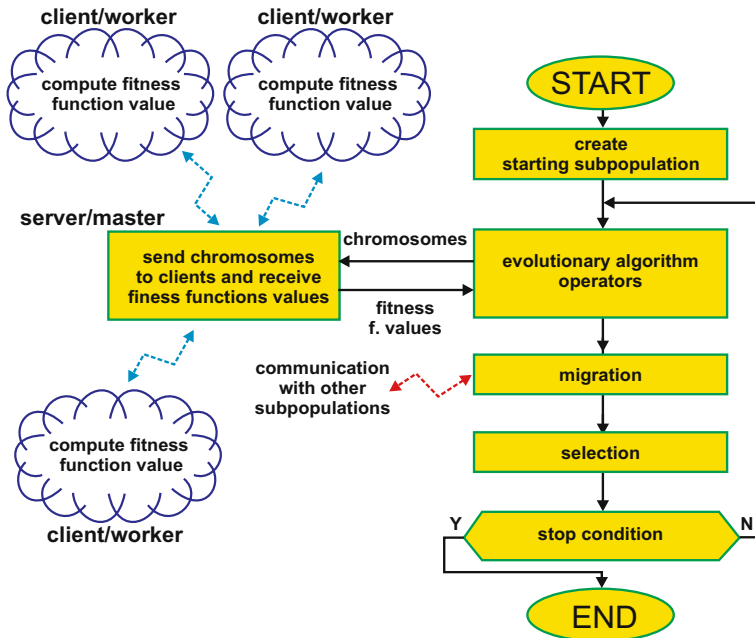 client/worker
compute fitness
function value
client/worker
compute fitness
function value
server/master
send chromosomes
to clients and receive
finess functions values
chromosomes
fitness
f. values
communication
with other
subpopulations
compute fitness
function value
client/worker
START
create
starting subpopulation
evolutionary algorithm
operators
migration
selection
Y
stop condition
N
END